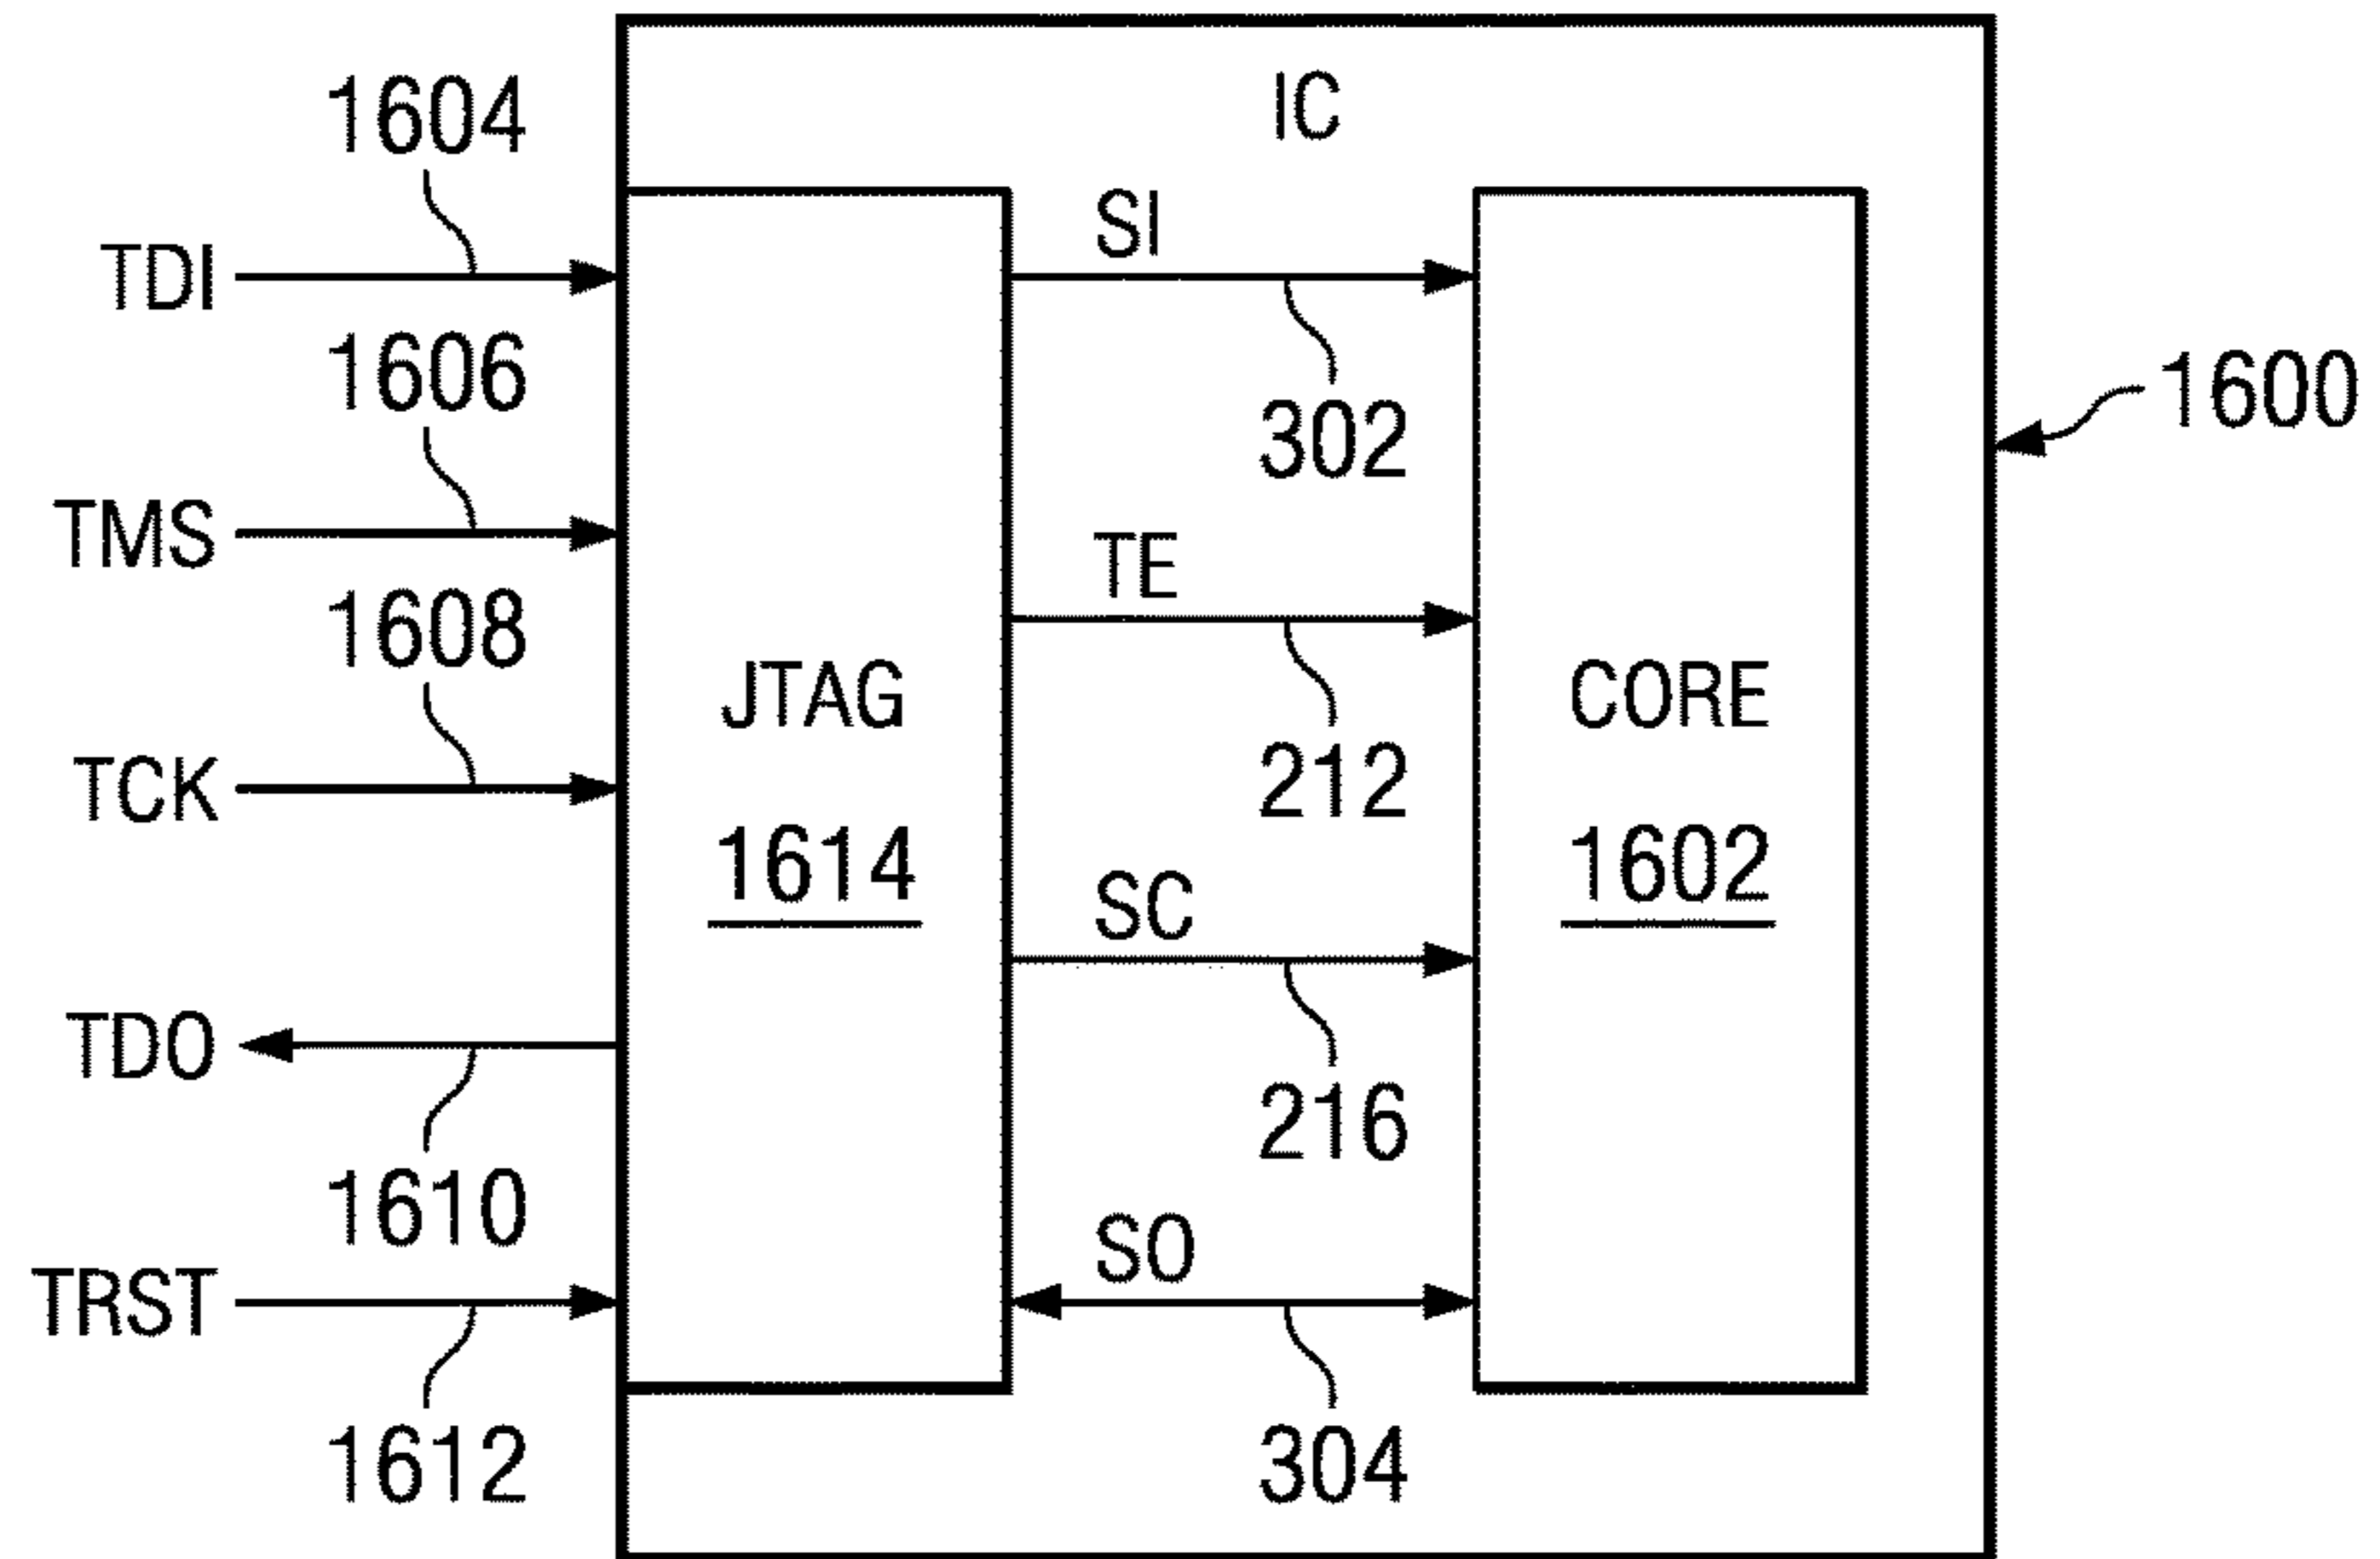 IC
1604
TDI
1606
TMS
1608
TCK
TDO
1610
TRST
1612
JTAG
1614
SI
302
TE
212
SC
216
SO
304
CORE
1602
1600